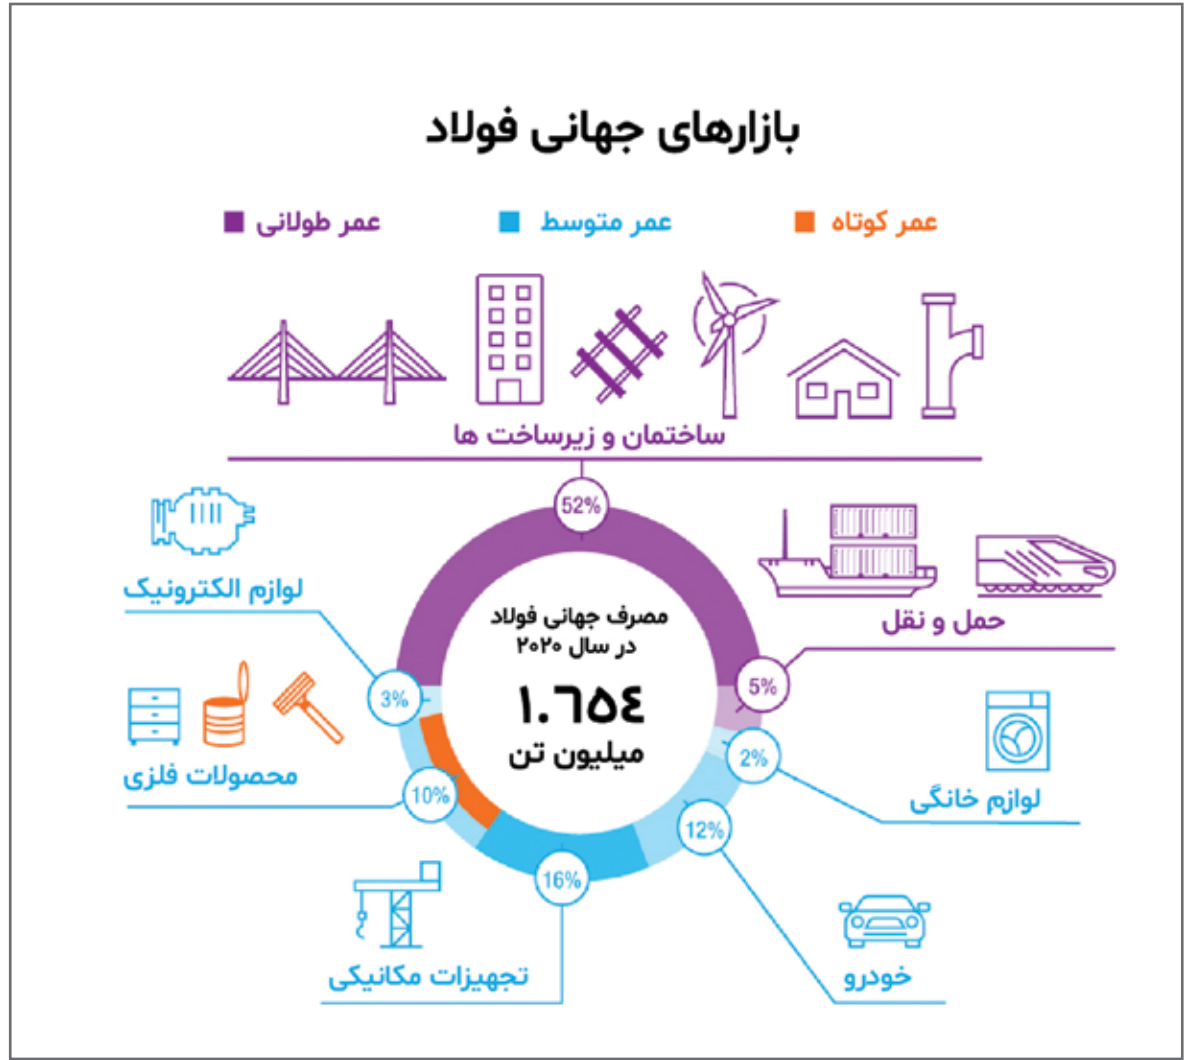 بازارهای جهانی فولاد
عمر کوتاه
عمر متوسط
عمر طولانی
ساختمان و زیرساخت ها
52%
حمل و نقل
5%
لوازم خانگی
2%
خودرو
12%
تجهیزات مکانیکی
16%
محصولات فلزی
10%
لوازم الکترونیک
3%
مصرف جهانی فولاد
در سال ۲۰۲۰
۱.٦٥٤
میلیون تن